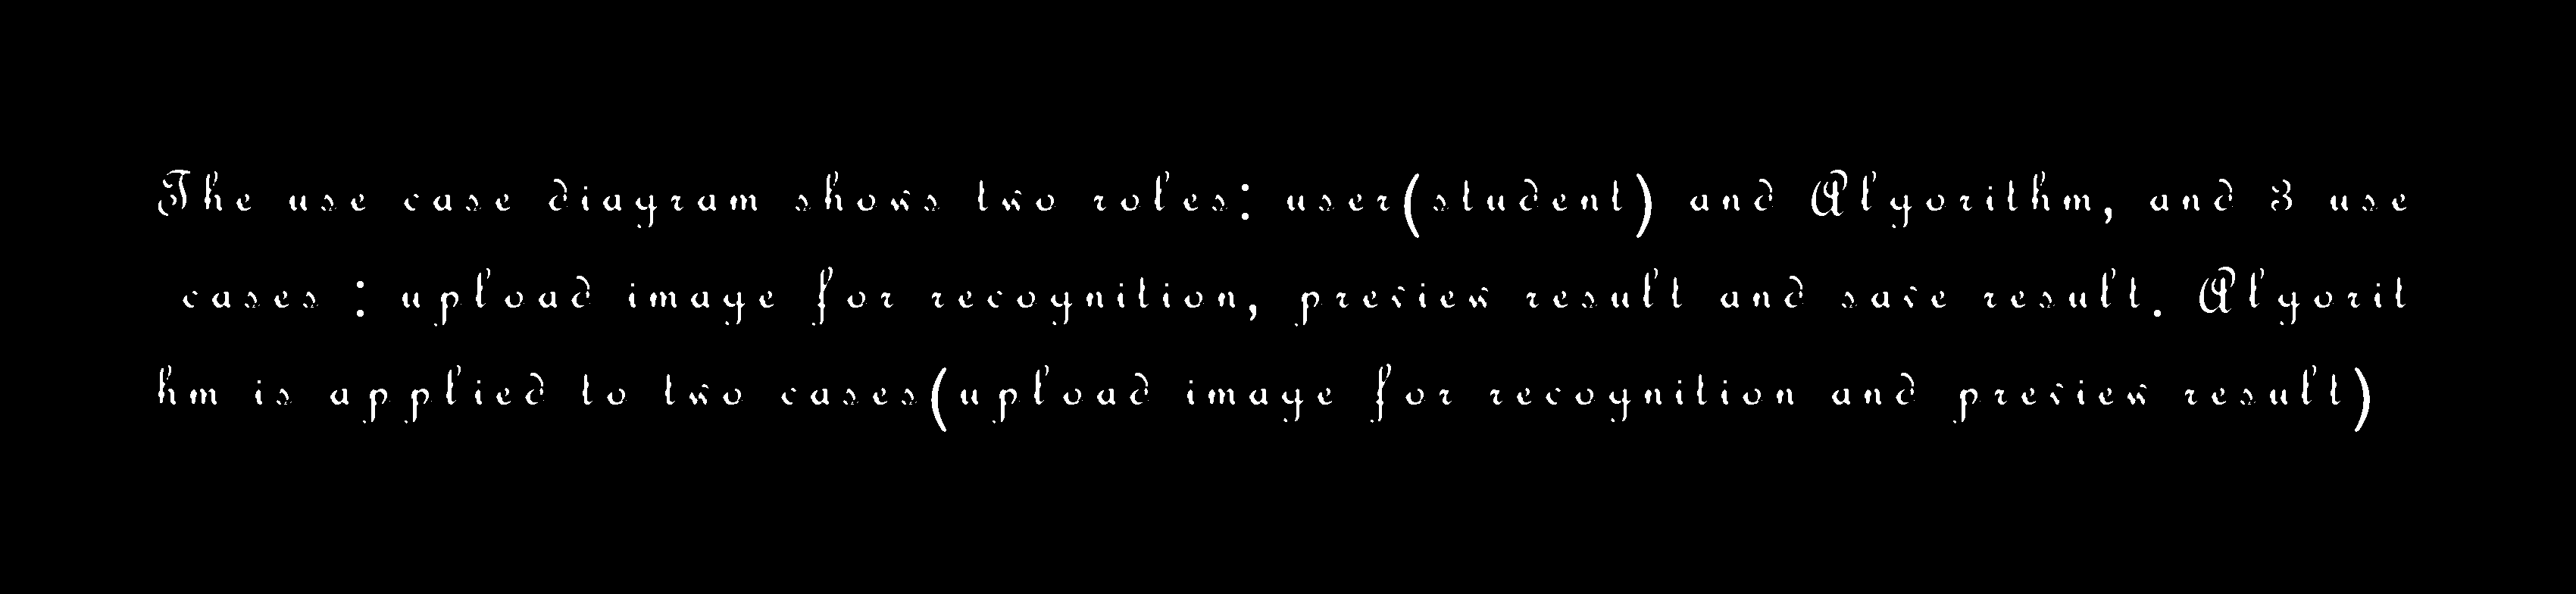 The use case diagram shows two roles: user(student) and Algorithm, and 3 use
cases : upload image for recognition, preview result and save result. Algorit
hm is applied to two cases(upload image for recognition and preview result)